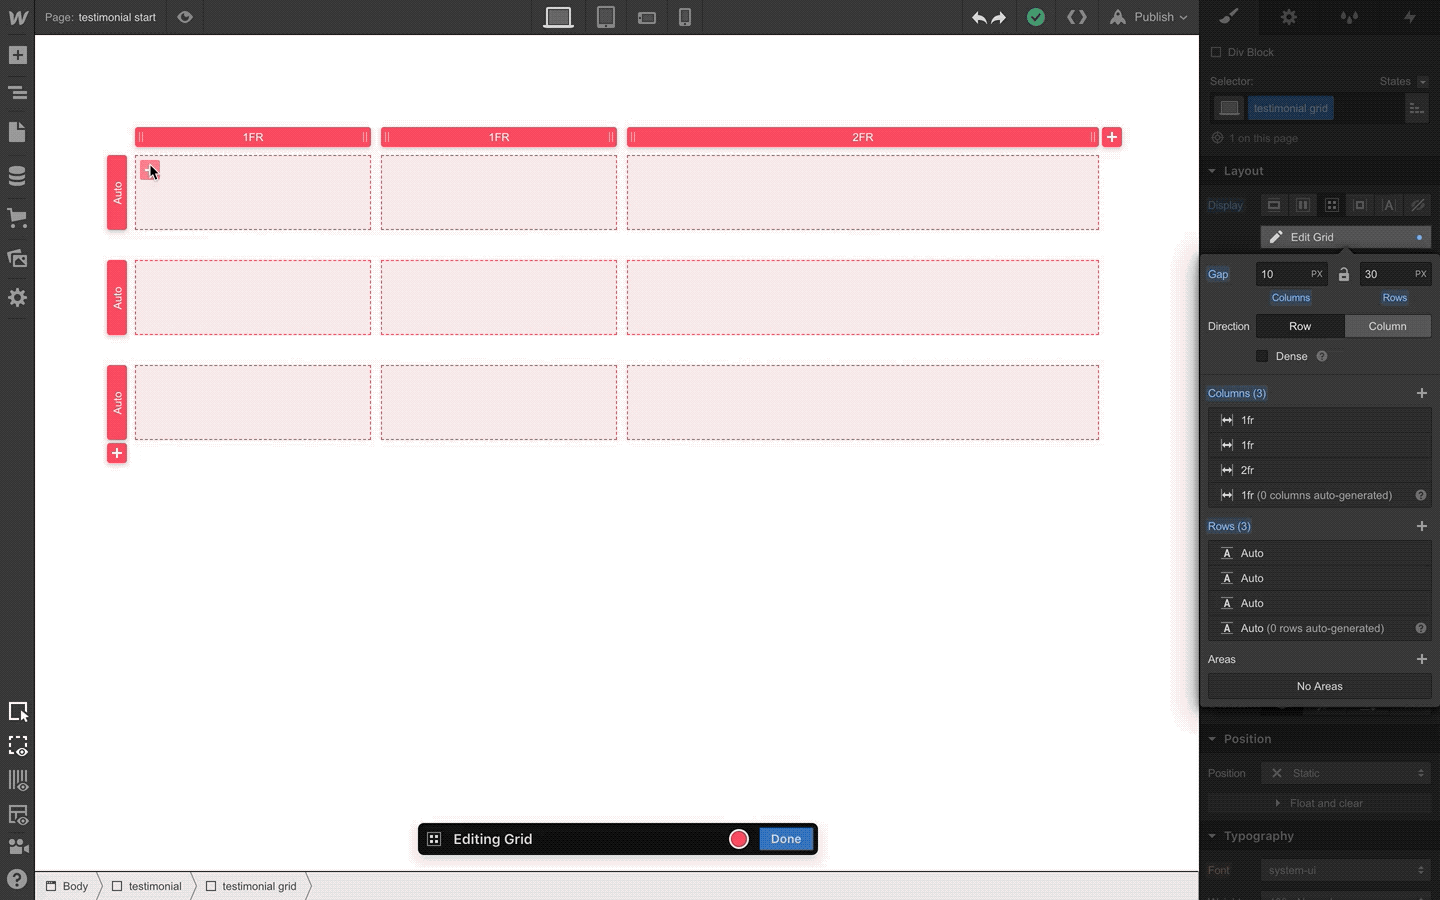 Page: testimonial start
Publish
Div Block
Selector:
States
testimonial grid
1 on this page
Layout
Display
Edit Grid
Gap
10 PX
30 PX
Columns
Rows
Direction
Row
Column
Dense
Columns (3)
1fr
1fr
2fr
1fr (0 columns auto-generated)
Rows (3)
Auto
Auto
Auto
Auto (0 rows auto-generated)
Areas
No Areas
Position
Position
Static
Float and clear
Typography
Font
system-ui
1FR
1FR
2FR
Auto
Auto
Auto
Editing Grid
Done
Body
testimonial
testimonial grid